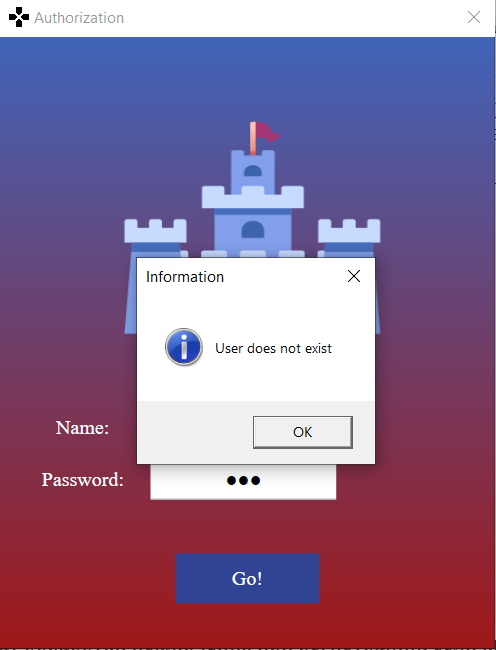 Authorization
Information
User does not exist
OK
Name:
Password:
Go!